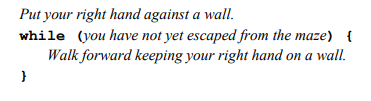 Put your right hand against a wall.
while (you have not yet escaped from the maze) {
Walk forward keeping your right hand on a wall.
}